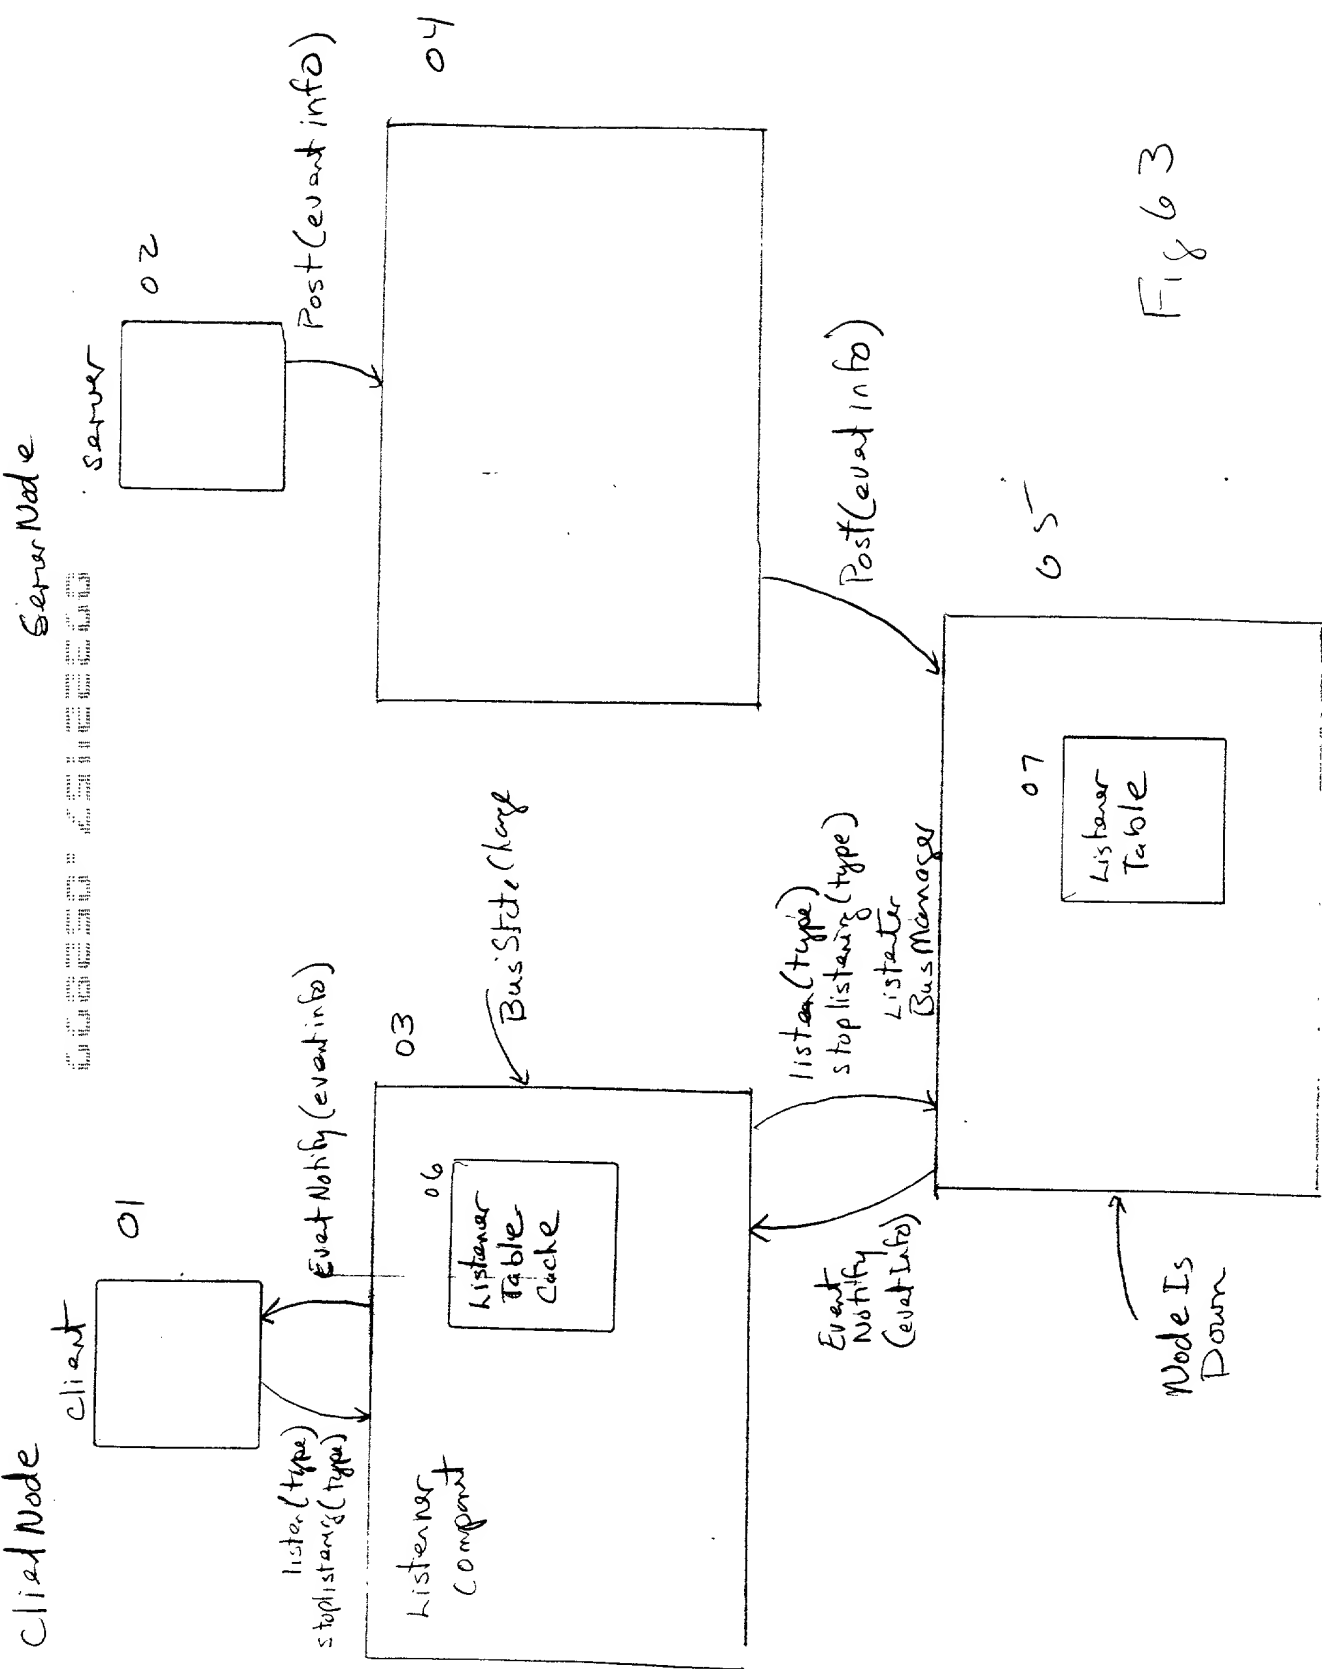 Client Node
Client
01
listen(type)
stoplistening(type)
Event Notify (event info)
Listener
Component
03
06
Listener
Table
Cache
Bus State Change
Server Node
Server
02
Post (event info)
04
Post (event info)
listen(type)
stoplistening(type)
Listener
Bus Manager
Event
Notify
(event Info)
05
07
Listener
Table
Node Is
Down
Fig 63